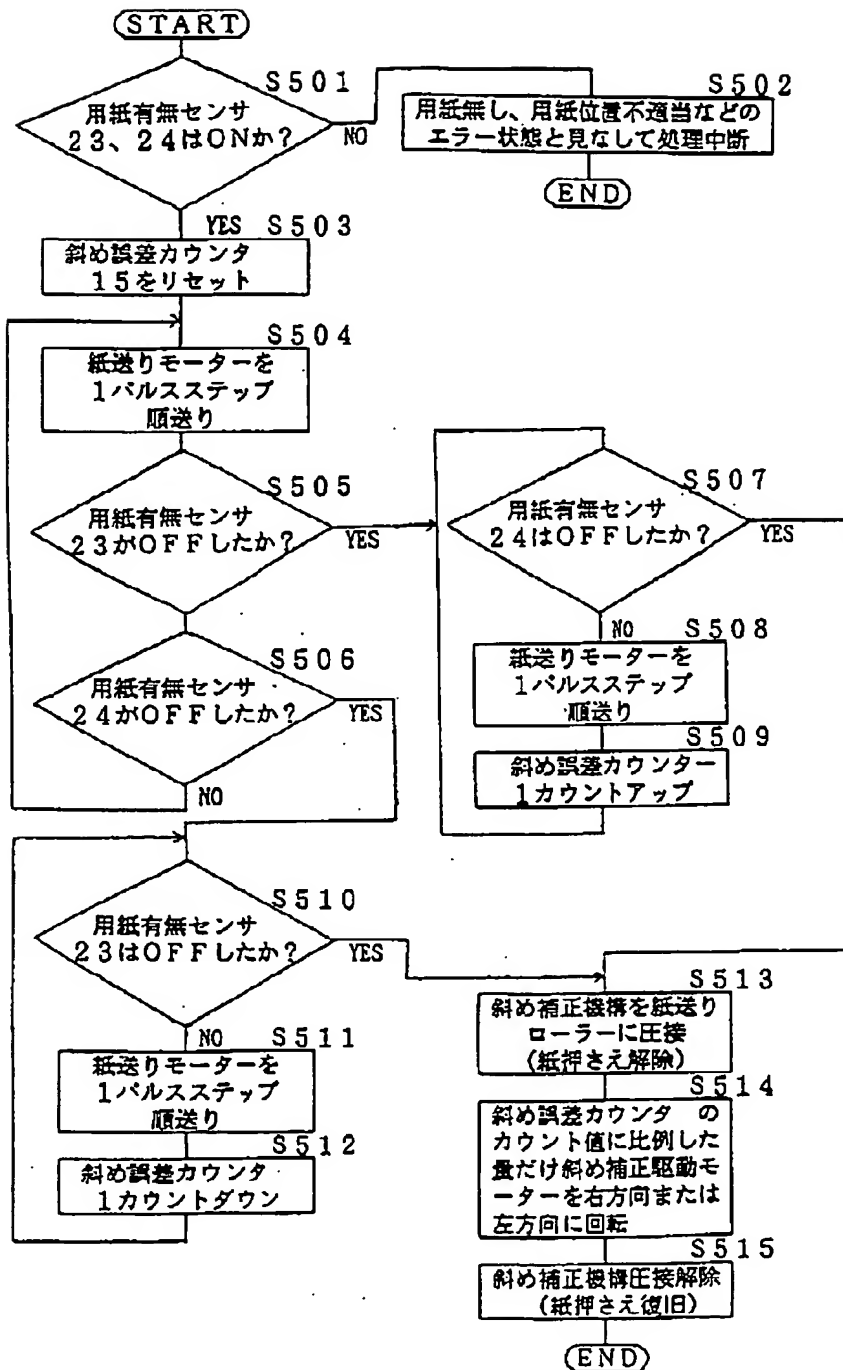 START
S501
用紙有無センサ
23、24はONか?
NO
S502
用紙無し、用紙位置不適当などの
エラー状態と見なして処理中断
END
YES
S503
斜め誤差カウンタ
15をリセット
S504
紙送りモーターを
1パルスステップ
順送り
S505
用紙有無センサ
23がOFFしたか?
YES
S506
用紙有無センサ
24がOFFしたか?
YES
NO
S507
用紙有無センサ
24はOFFしたか?
YES
NO
S508
紙送りモーターを
1パルスステップ
順送り
S509
斜め誤差カウンター
1カウントアップ
S510
用紙有無センサ
23はOFFしたか?
YES
NO
S511
紙送りモーターを
1パルスステップ
順送り
S512
斜め誤差カウンタ
1カウントダウン
S513
斜め補正機構を紙送り
ローラーに圧接
(紙押さえ解除)
S514
斜め誤差カウンタ の
カウント値に比例した
量だけ斜め補正駆動モ
ーターを右方向または
左方向に回転
S515
斜め補正機構圧接解除
(紙押さえ復旧)
END